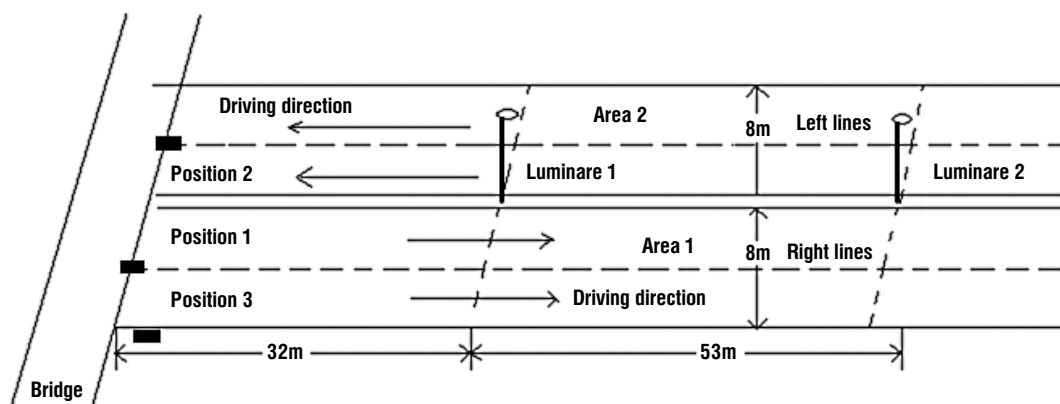 Driving direction
Area 2
8m
Left lines
Position 2
Luminare 1
Luminare 2
Position 1
Area 1
8m
Right lines
Position 3
Driving direction
32m
53m
Bridge